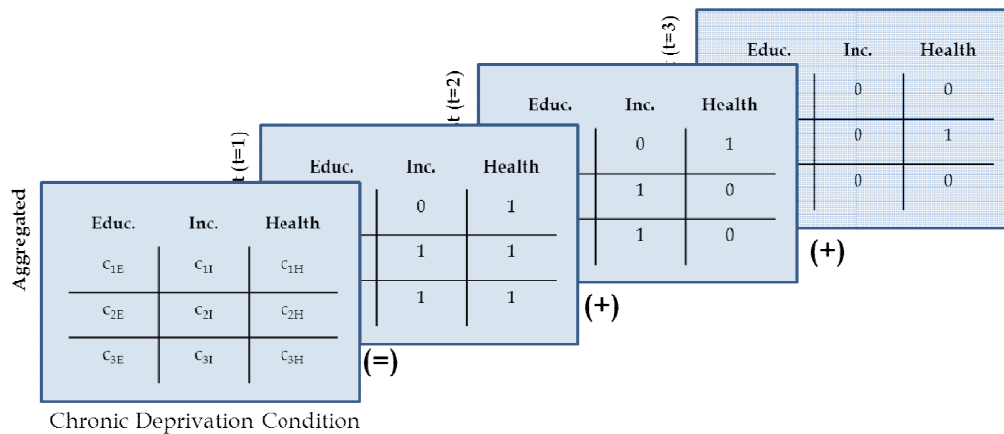 t (t=3)
Educ. Inc. Health
0 0
0 1
0 0
(+)
st (t=2)
Educ. Inc. Health
0 1
1 0
1 0
(+)
t (t=1)
Educ. Inc. Health
0 1
1 1
1 1
(=)
Aggregated
Educ. Inc. Health
c1E c1I c1H
c2E c2I c2H
c3E c3I c3H
Chronic Deprivation Condition